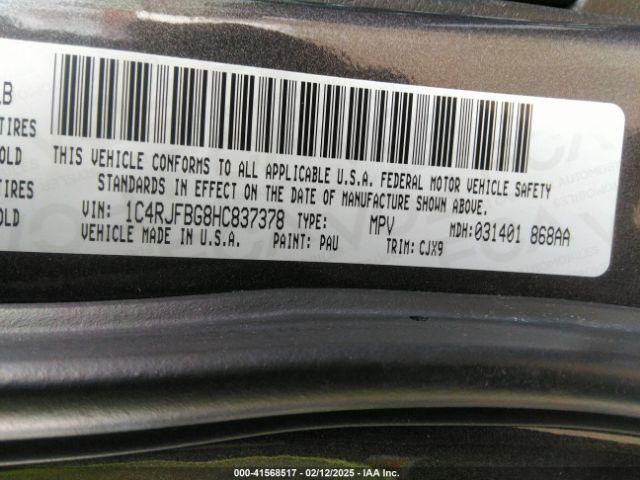 LB
TIRES
OLD
TIRES
OLD
THIS VEHICLE CONFORMS TO ALL APPLICABLE U.S.A. FEDERAL MOTOR VEHICLE SAFETY
STANDARDS IN EFFECT ON THE DATE OF MANUFACTURE SHOWN ABOVE.
VIN: 1C4RJFBG8HC837378 TYPE: MPV MDH:031401 868AA
VEHICLE MADE IN U.S.A. PAINT: PAU TRIM: CJX9
000-41568517 - 02/12/2025 - IAA Inc.